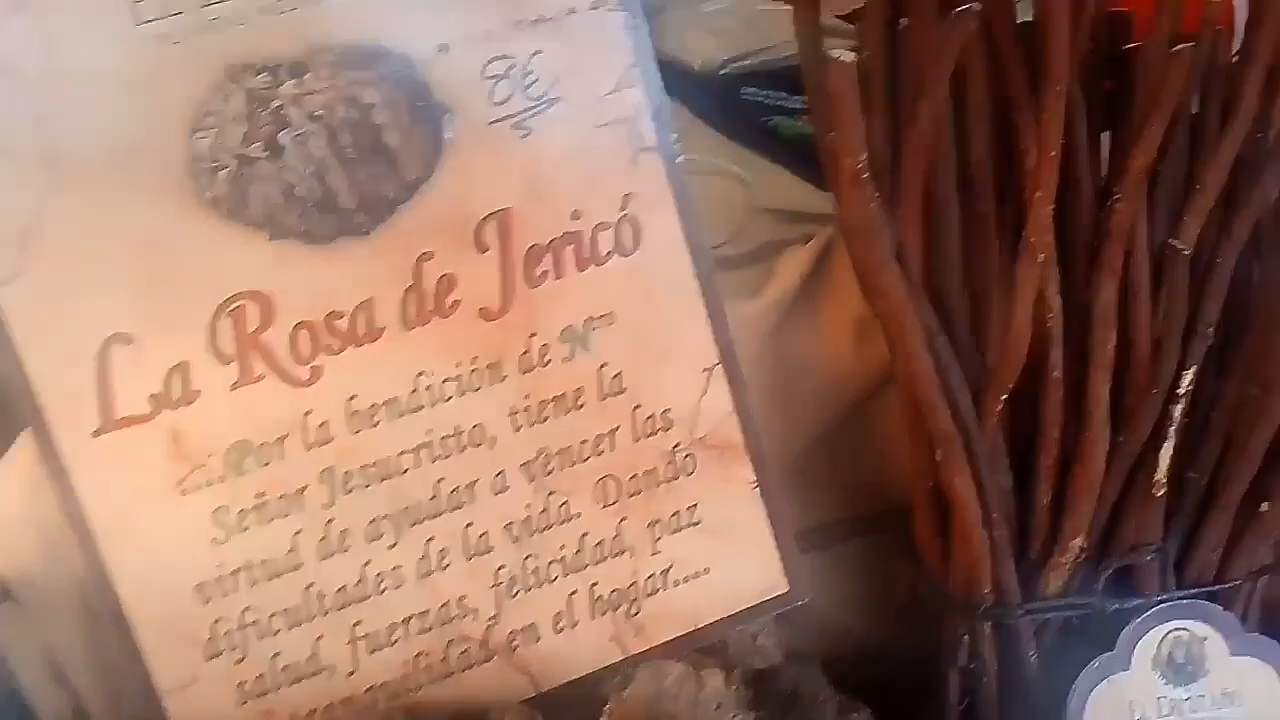 8€
La Rosa de Jericó
...Por la bendición de Nᵗʳᵒ
Señor Jesucristo, tiene la
virtud de ayudar a vencer las
dificultades de la vida. Dando
salud, fuerzas, felicidad, paz
en el hogar....